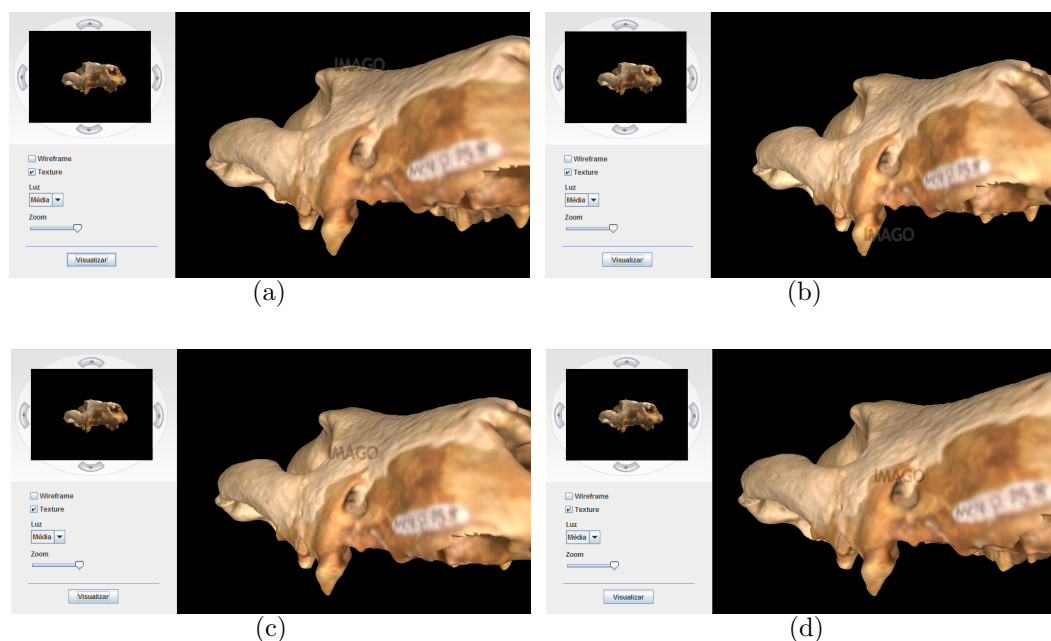 IMAGO
Wireframe
Texture
Luz
Média
Zoom
Visualizar
(a)
Wireframe
Texture
Luz
Média
Zoom
Visualizar
IMAGO
(b)
IMAGO
Wireframe
Texture
Luz
Média
Zoom
Visualizar
(c)
IMAGO
Wireframe
Texture
Luz
Média
Zoom
Visualizar
(d)